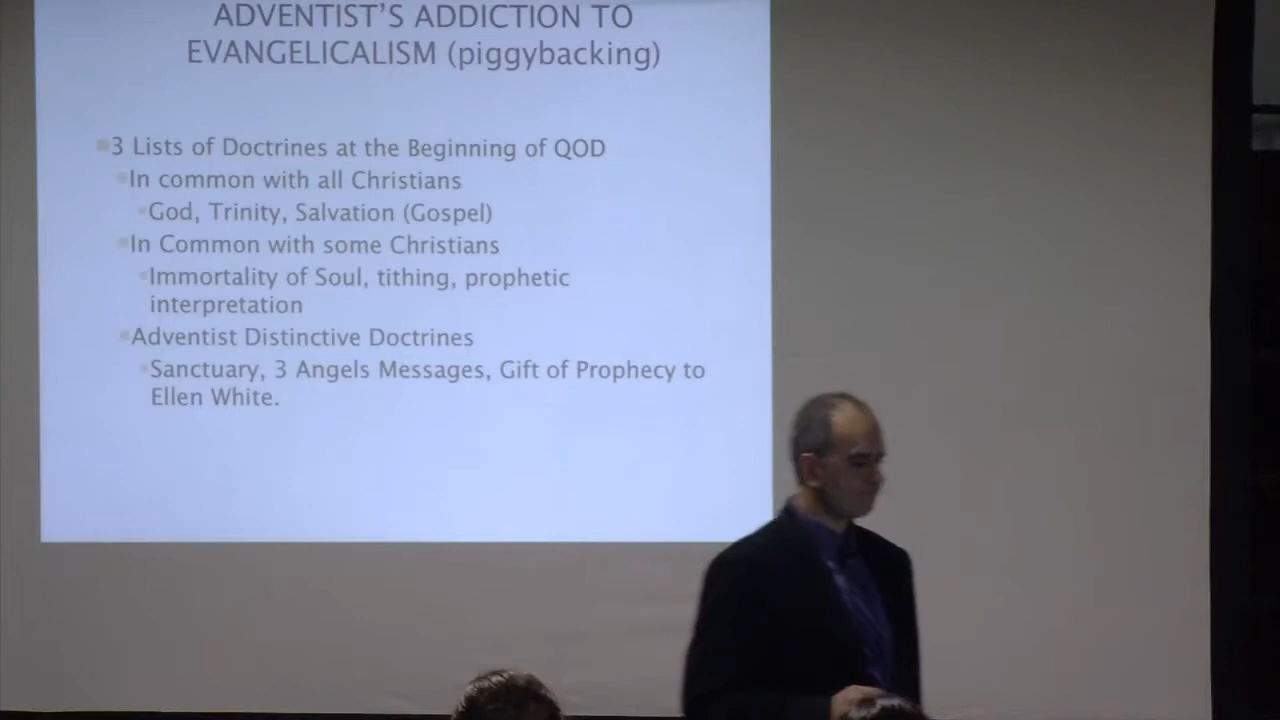 ADVENTIST'S ADDICTION TO
EVANGELICALISM (piggybacking)
3 Lists of Doctrines at the Beginning of QOD
In common with all Christians
God, Trinity, Salvation (Gospel)
In Common with some Christians
Immortality of Soul, tithing, prophetic
interpretation
Adventist Distinctive Doctrines
Sanctuary, 3 Angels Messages, Gift of Prophecy to
Ellen White.